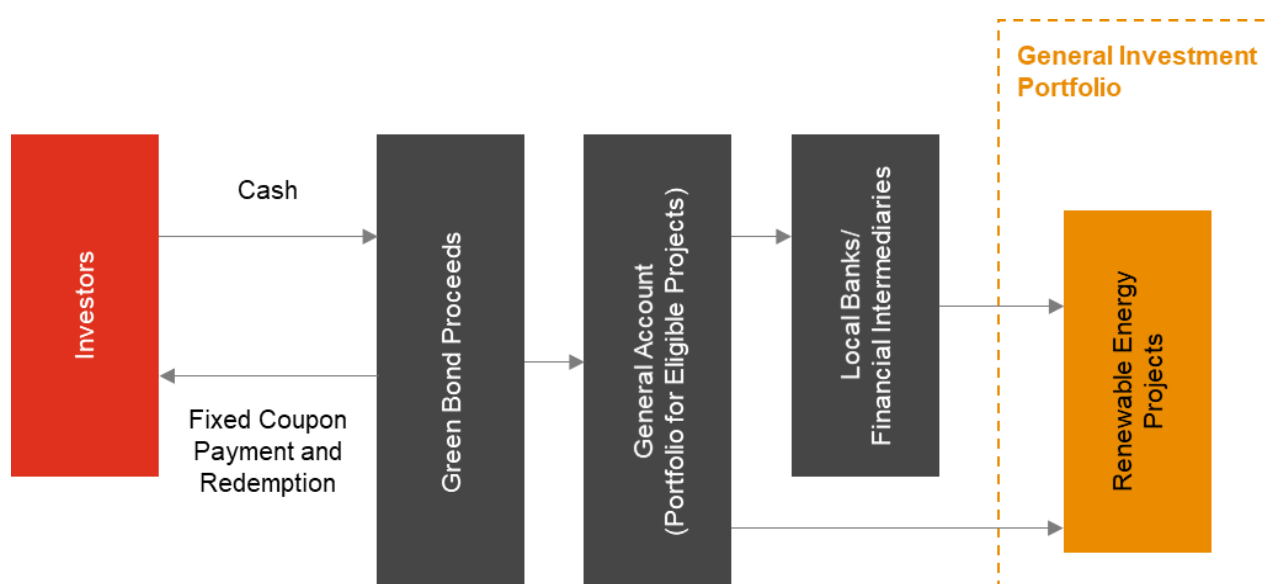 General Investment
Portfolio
Investors
Cash
Fixed Coupon
Payment and
Redemption
Green Bond Proceeds
General Account
(Portfolio for Eligible Projects)
Local Banks/
Financial Intermediaries
Renewable Energy
Projects